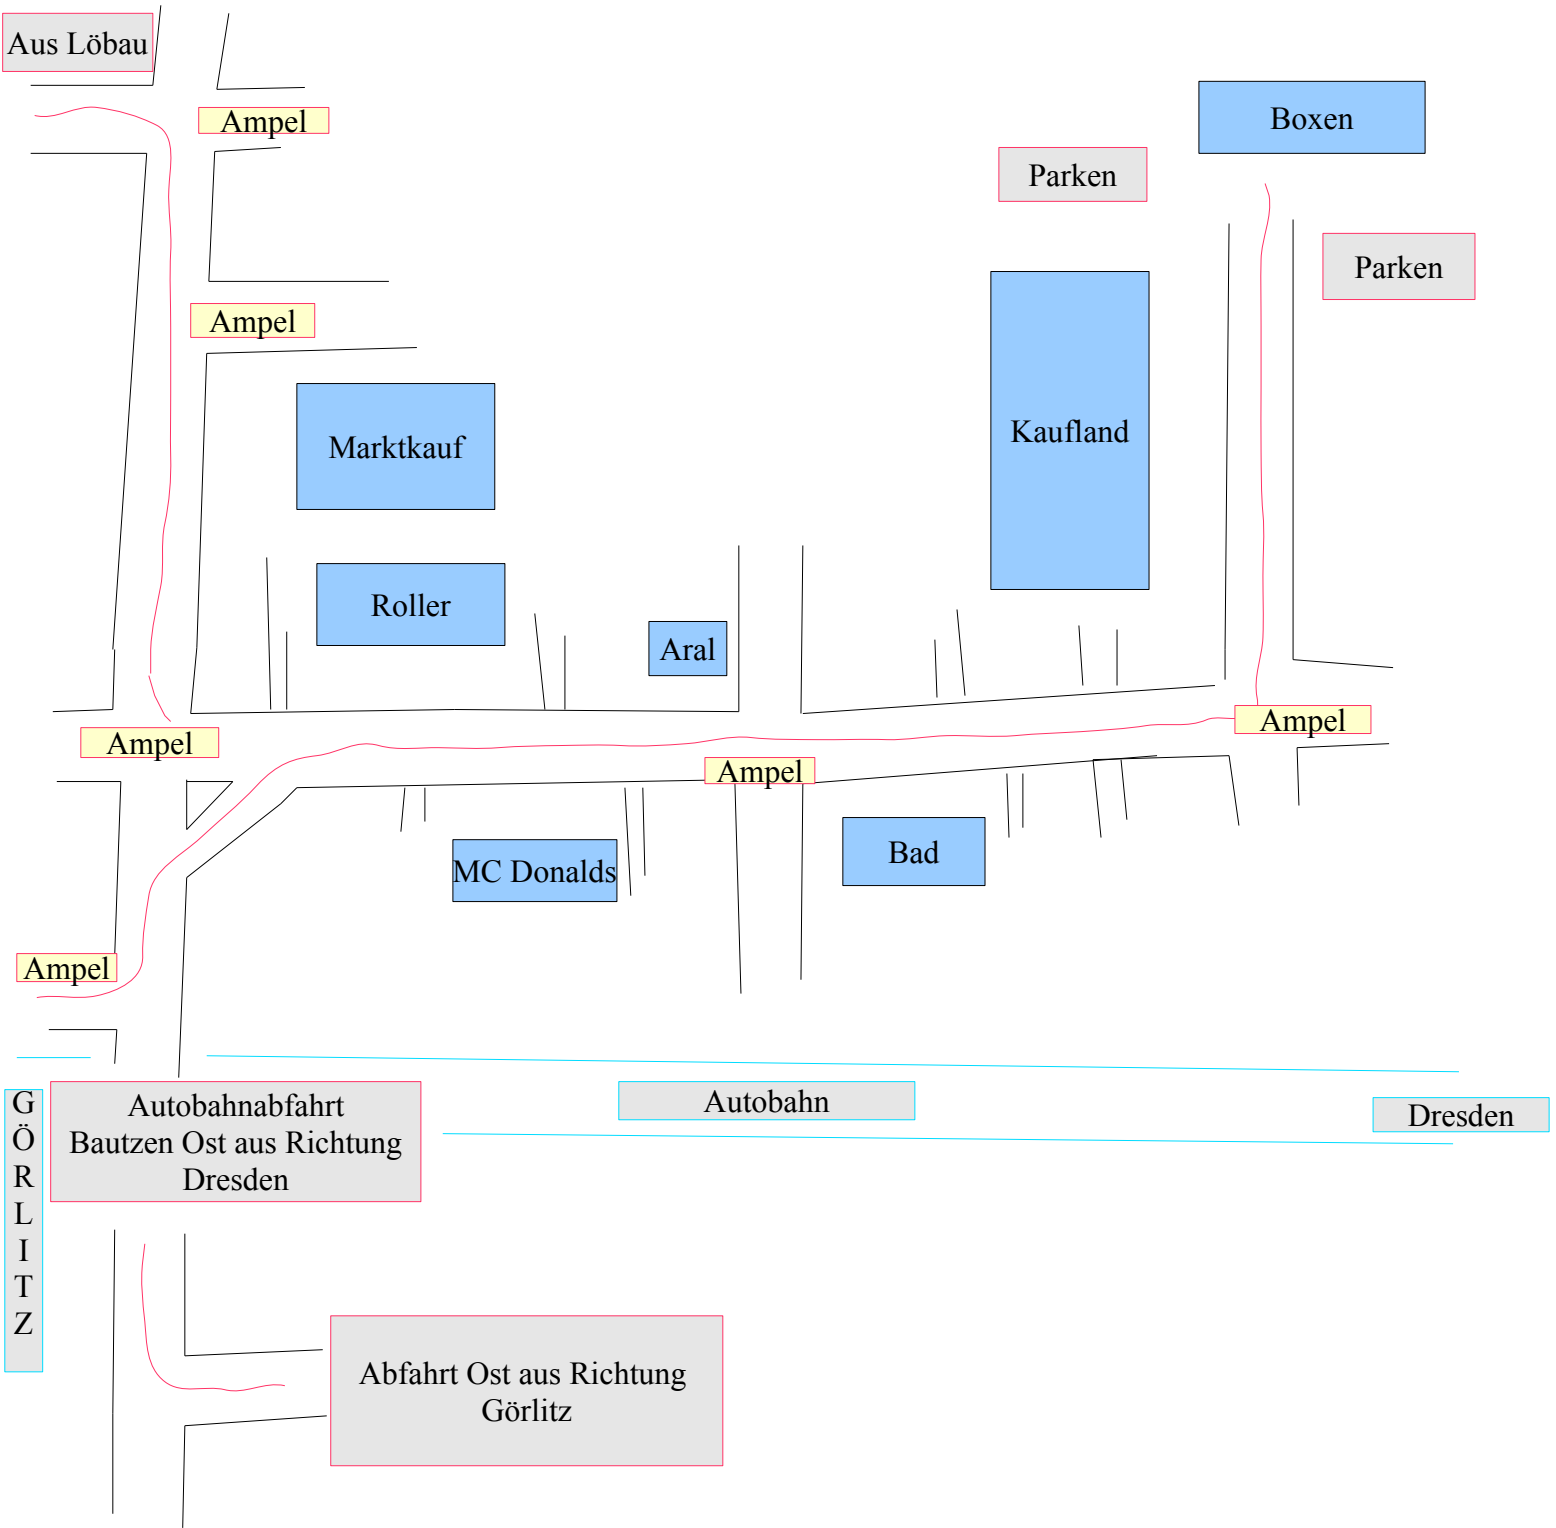 Aus Löbau
Ampel
Boxen
Parken
Parken
Ampel
Marktkauf
Kaufland
Roller
Aral
Ampel
Ampel
Ampel
MC Donalds
Bad
Ampel
GÖRLITZ
Autobahnabfahrt
Bautzen Ost aus Richtung
Dresden
Autobahn
Dresden
Abfahrt Ost aus Richtung
Görlitz